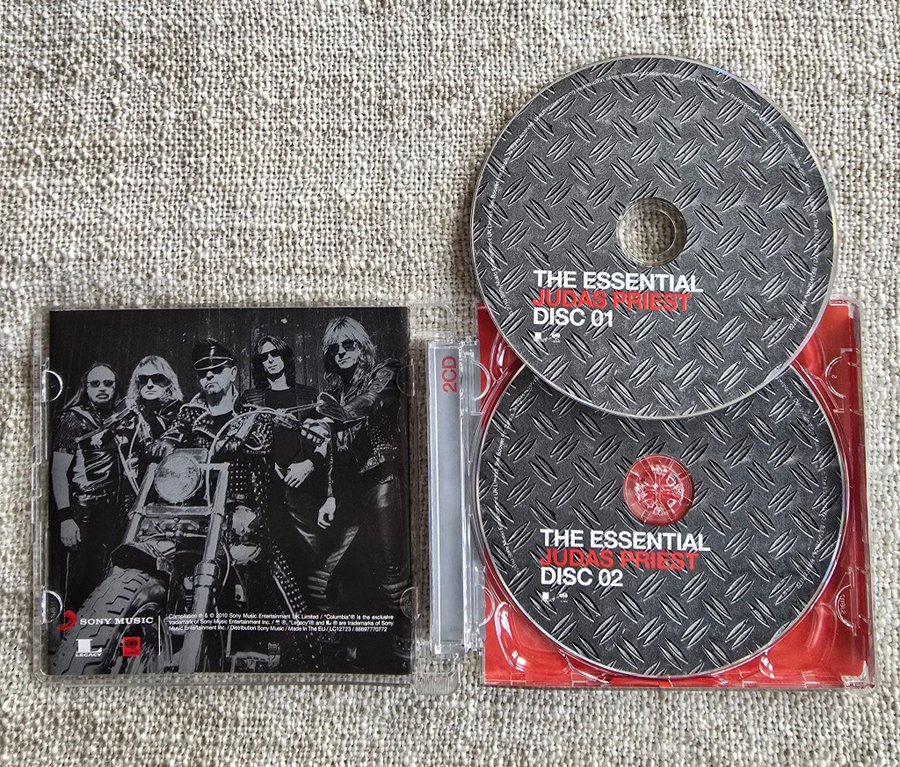 THE ESSENTIAL
JUDAS PRIEST
DISC 01
2CD
THE ESSENTIAL
JUDAS PRIEST
DISC 02
SONY MUSIC
LEGACY
Compilation ℗ & © 2010 Sony Music Entertainment UK Limited / "Columbia"® is the exclusive
trademark of Sony Music Entertainment Inc. / ®, "Legacy"® and ® are trademarks of Sony
Music Entertainment Inc. / Distribution Sony Music / Made In The EU / LC12723 / 88697770772